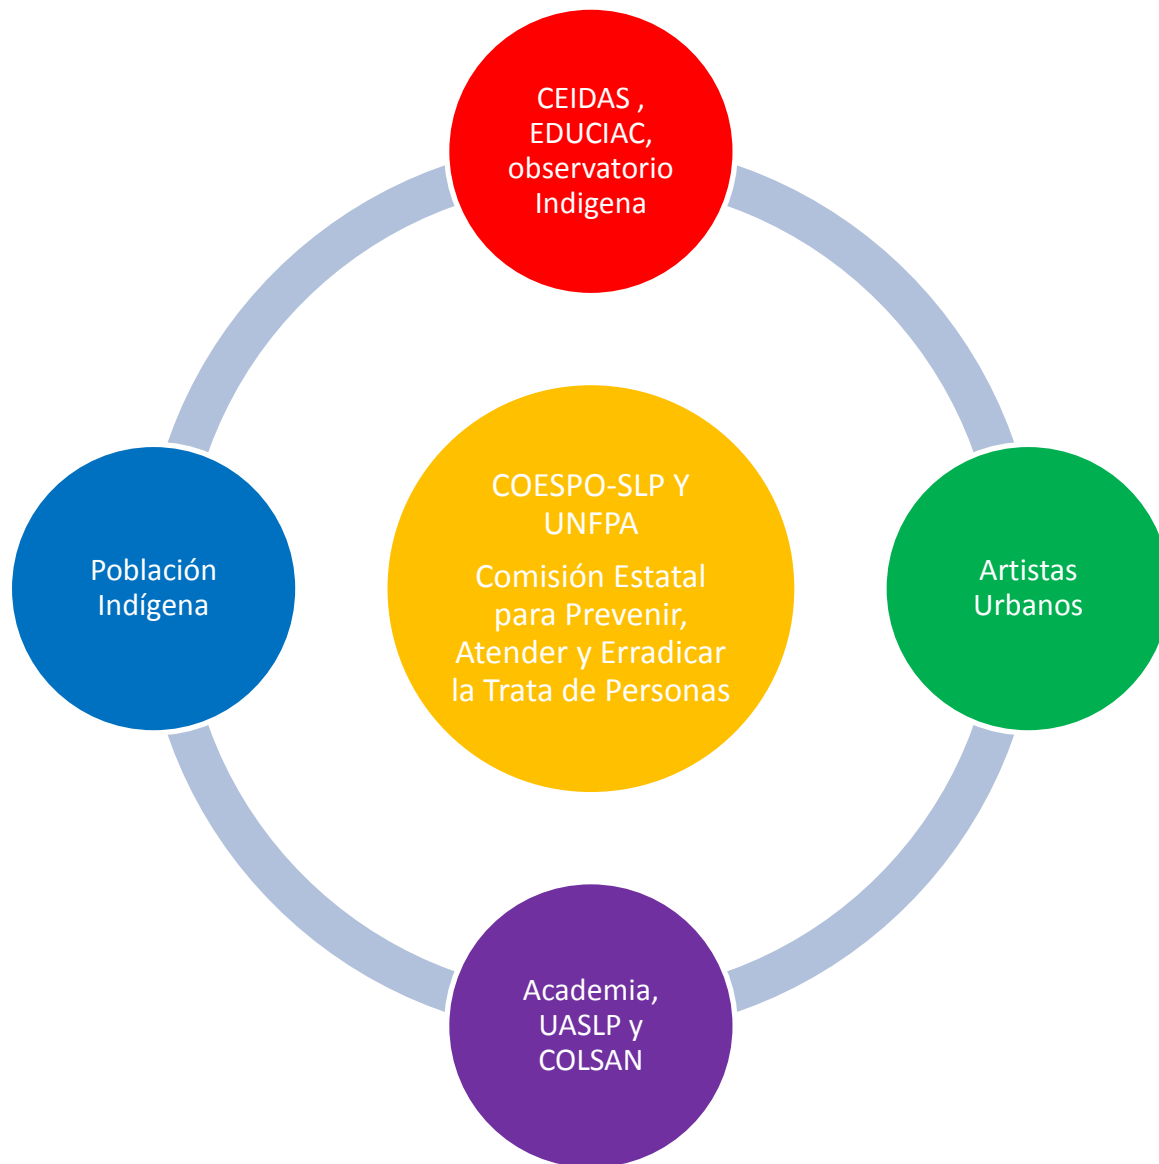 CEIDAS ,
EDUCIAC,
observatorio
Indigena
COESPO-SLP Y
UNFPA
Comisión Estatal
para Prevenir,
Atender y Erradicar
la Trata de Personas
Población
Indígena
Artistas
Urbanos
Academia,
UASLP y
COLSAN